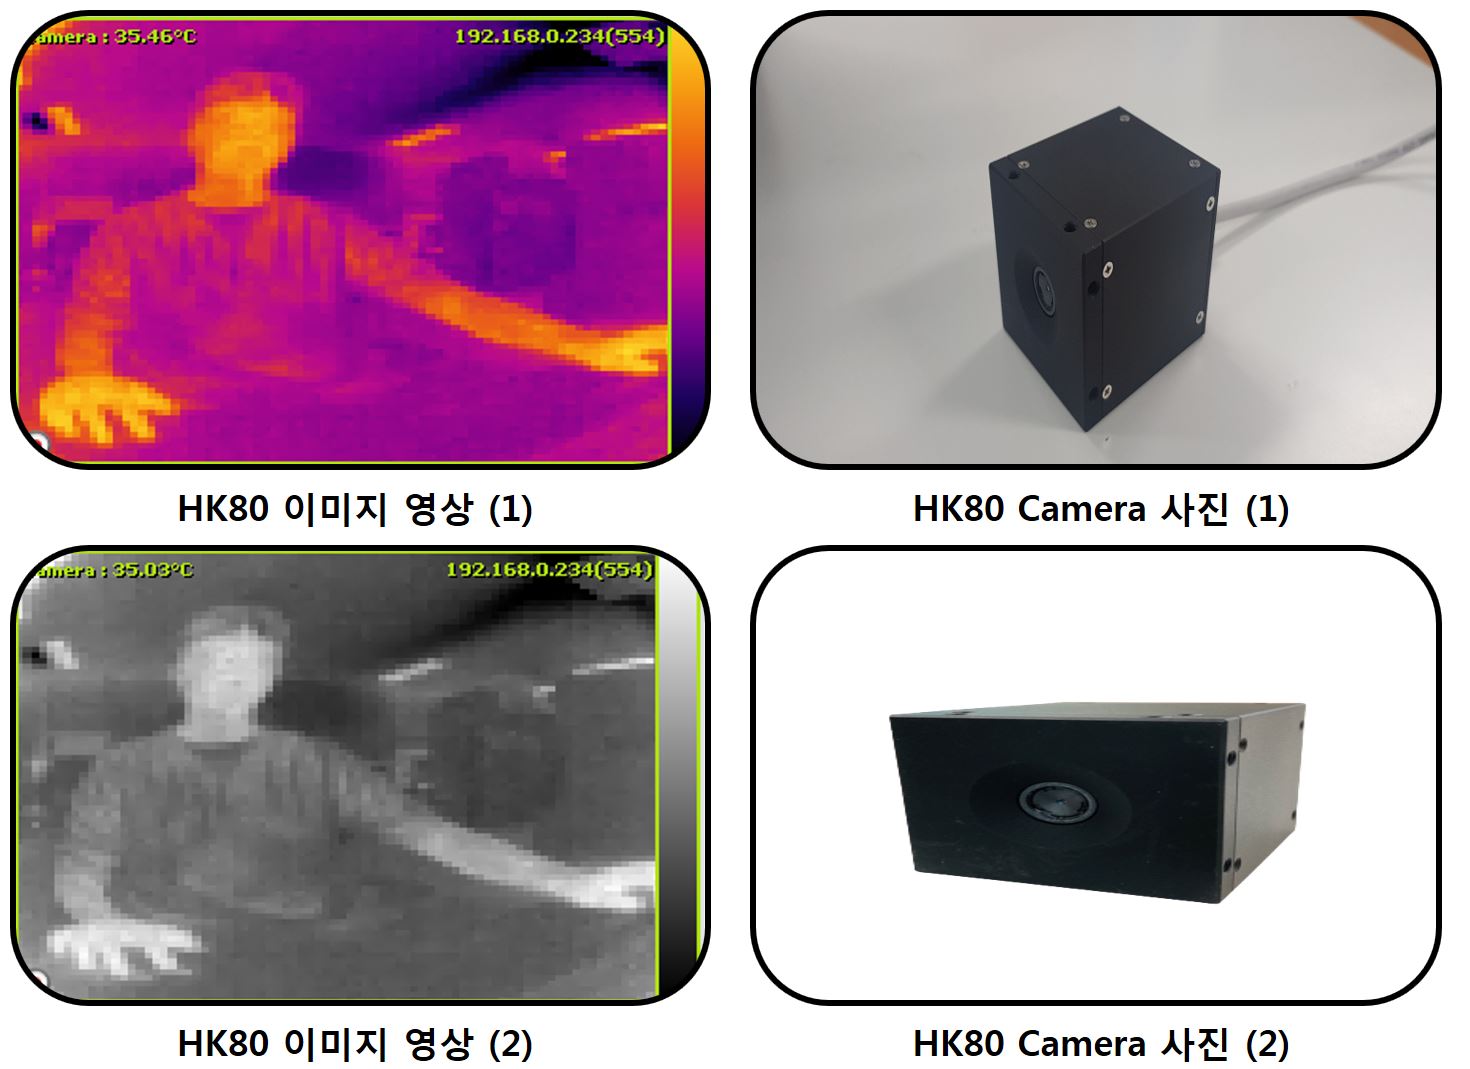 amera : 35.46°C 192.168.0.234(554)
HK80 이미지 영상 (1)
HK80 Camera 사진 (1)
amera : 35.03°C 192.168.0.234(554)
HK80 이미지 영상 (2)
HK80 Camera 사진 (2)